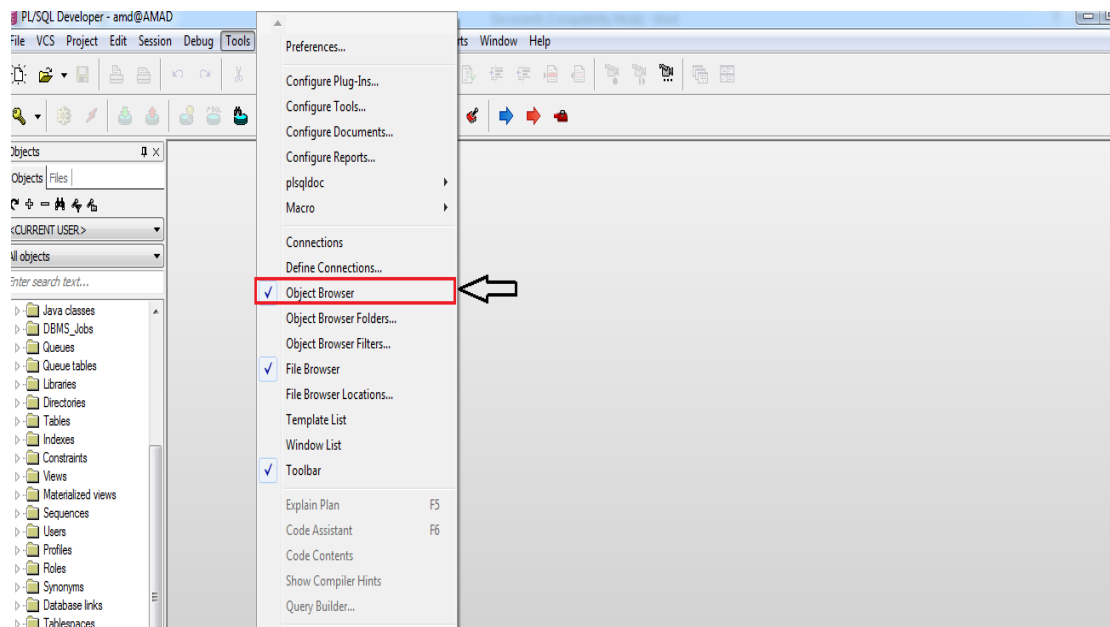 PL/SQL Developer - amd@AMAD
File VCS Project Edit Session Debug Tools
rts Window Help
Preferences...
Configure Plug-Ins...
Configure Tools...
Configure Documents...
Configure Reports...
plsqldoc
Macro
Connections
Define Connections...
Object Browser
Object Browser Folders...
Object Browser Filters...
File Browser
File Browser Locations...
Template List
Window List
Toolbar
Explain Plan F5
Code Assistant F6
Code Contents
Show Compiler Hints
Query Builder...
Objects
Objects Files
<CURRENT USER>
All objects
Enter search text...
Java classes
DBMS_Jobs
Queues
Queue tables
Libraries
Directories
Tables
Indexes
Constraints
Views
Materialized views
Sequences
Users
Profiles
Roles
Synonyms
Database links
Tablespaces